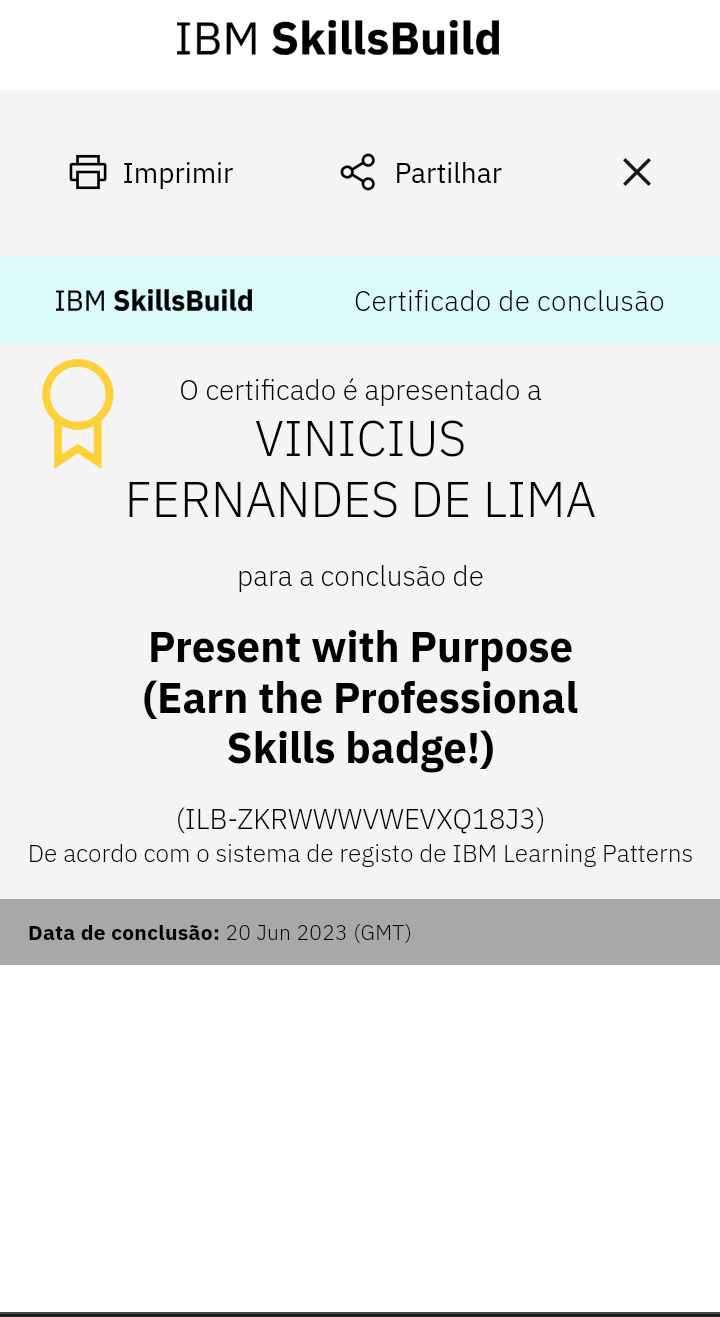 IBM SkillsBuild
Imprimir
Partilhar
IBM SkillsBuild
Certificado de conclusão
O certificado é apresentado a
VINICIUS
FERNANDES DE LIMA
para a conclusão de
Present with Purpose
(Earn the Professional
Skills badge!)
(ILB-ZKRWWWVWEVXQ18J3)
De acordo com o sistema de registo de IBM Learning Patterns
Data de conclusão: 20 Jun 2023 (GMT)